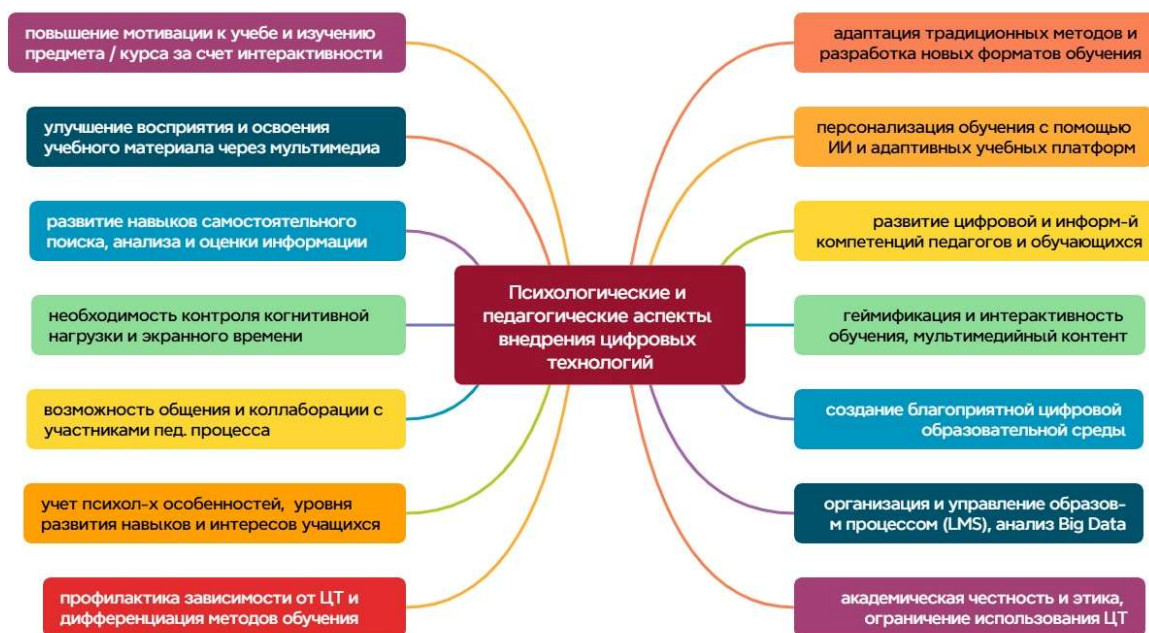 повышение мотивации к учебе и изучению
предмета / курса за счет интерактивности
улучшение восприятия и освоения
учебного материала через мультимедиа
развитие навыков самостоятельного
поиска, анализа и оценки информации
необходимость контроля когнитивной
нагрузки и экранного времени
возможность общения и коллаборации с
участниками пед. процесса
учет психол-х особенностей, уровня
развития навыков и интересов учащихся
профилактика зависимости от ЦТ и
дифференциация методов обучения
Психологические и
педагогические аспекты
внедрения цифровых
технологий
адаптация традиционных методов и
разработка новых форматов обучения
персонализация обучения с помощью
ИИ и адаптивных учебных платформ
развитие цифровой и информ-й
компетенций педагогов и обучающихся
геймификация и интерактивность
обучения, мультимедийный контент
создание благоприятной цифровой
образовательной среды
организация и управление образов-
м процессом (LMS), анализ Big Data
академическая честность и этика,
ограничение использования ЦТ